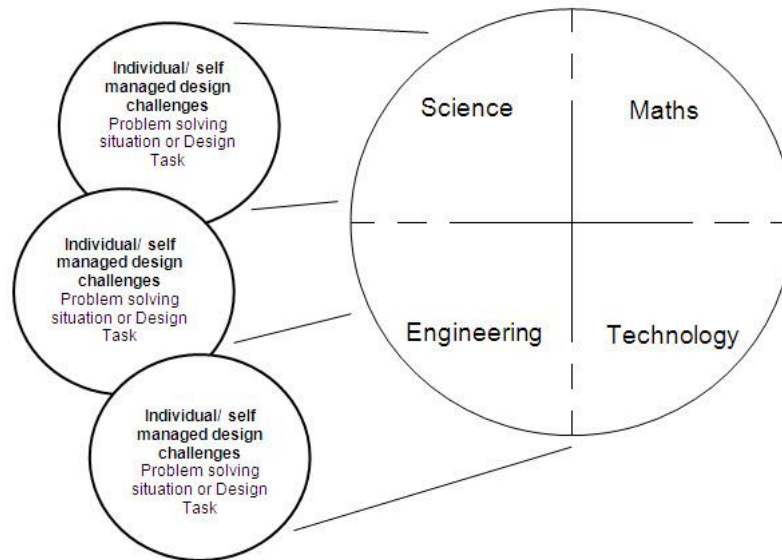 Individual/ self
managed design
challenges
Problem solving
situation or Design
Task
Science
Maths
Individual/ self
managed design
challenges
Problem solving
situation or Design
Task
Engineering
Technology
Individual/ self
managed design
challenges
Problem solving
situation or Design
Task